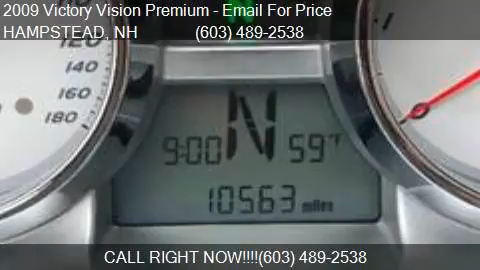 2009 Victory Vision Premium - Email For Price
HAMPSTEAD, NH (603) 489-2538
120
140
160
180
N
9:00 59°F
10563 miles
CALL RIGHT NOW!!!!(603) 489-2538